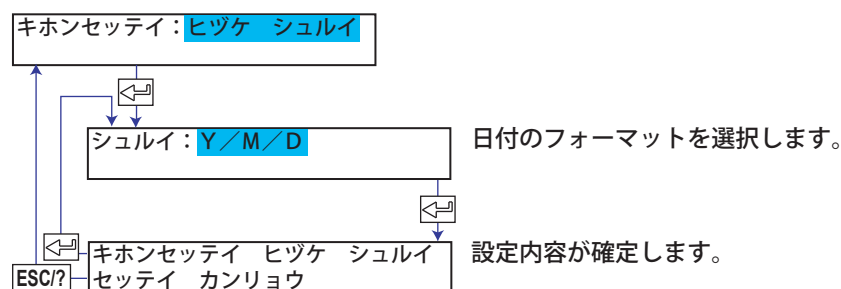 キホンセッテイ：ヒヅケ　シュルイ
シュルイ：Y／M／D
日付のフォーマットを選択します。
キホンセッテイ　ヒヅケ　シュルイ
セッテイ　カンリョウ
設定内容が確定します。
ESC/?